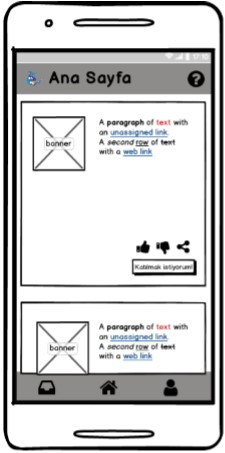 Ana Sayfa
banner
A paragraph of text with
an unassigned link.
A second row of text
with a web link
Katılmak istiyorum!
banner
A paragraph of text with
an unassigned link.
A second row of text
with a web link